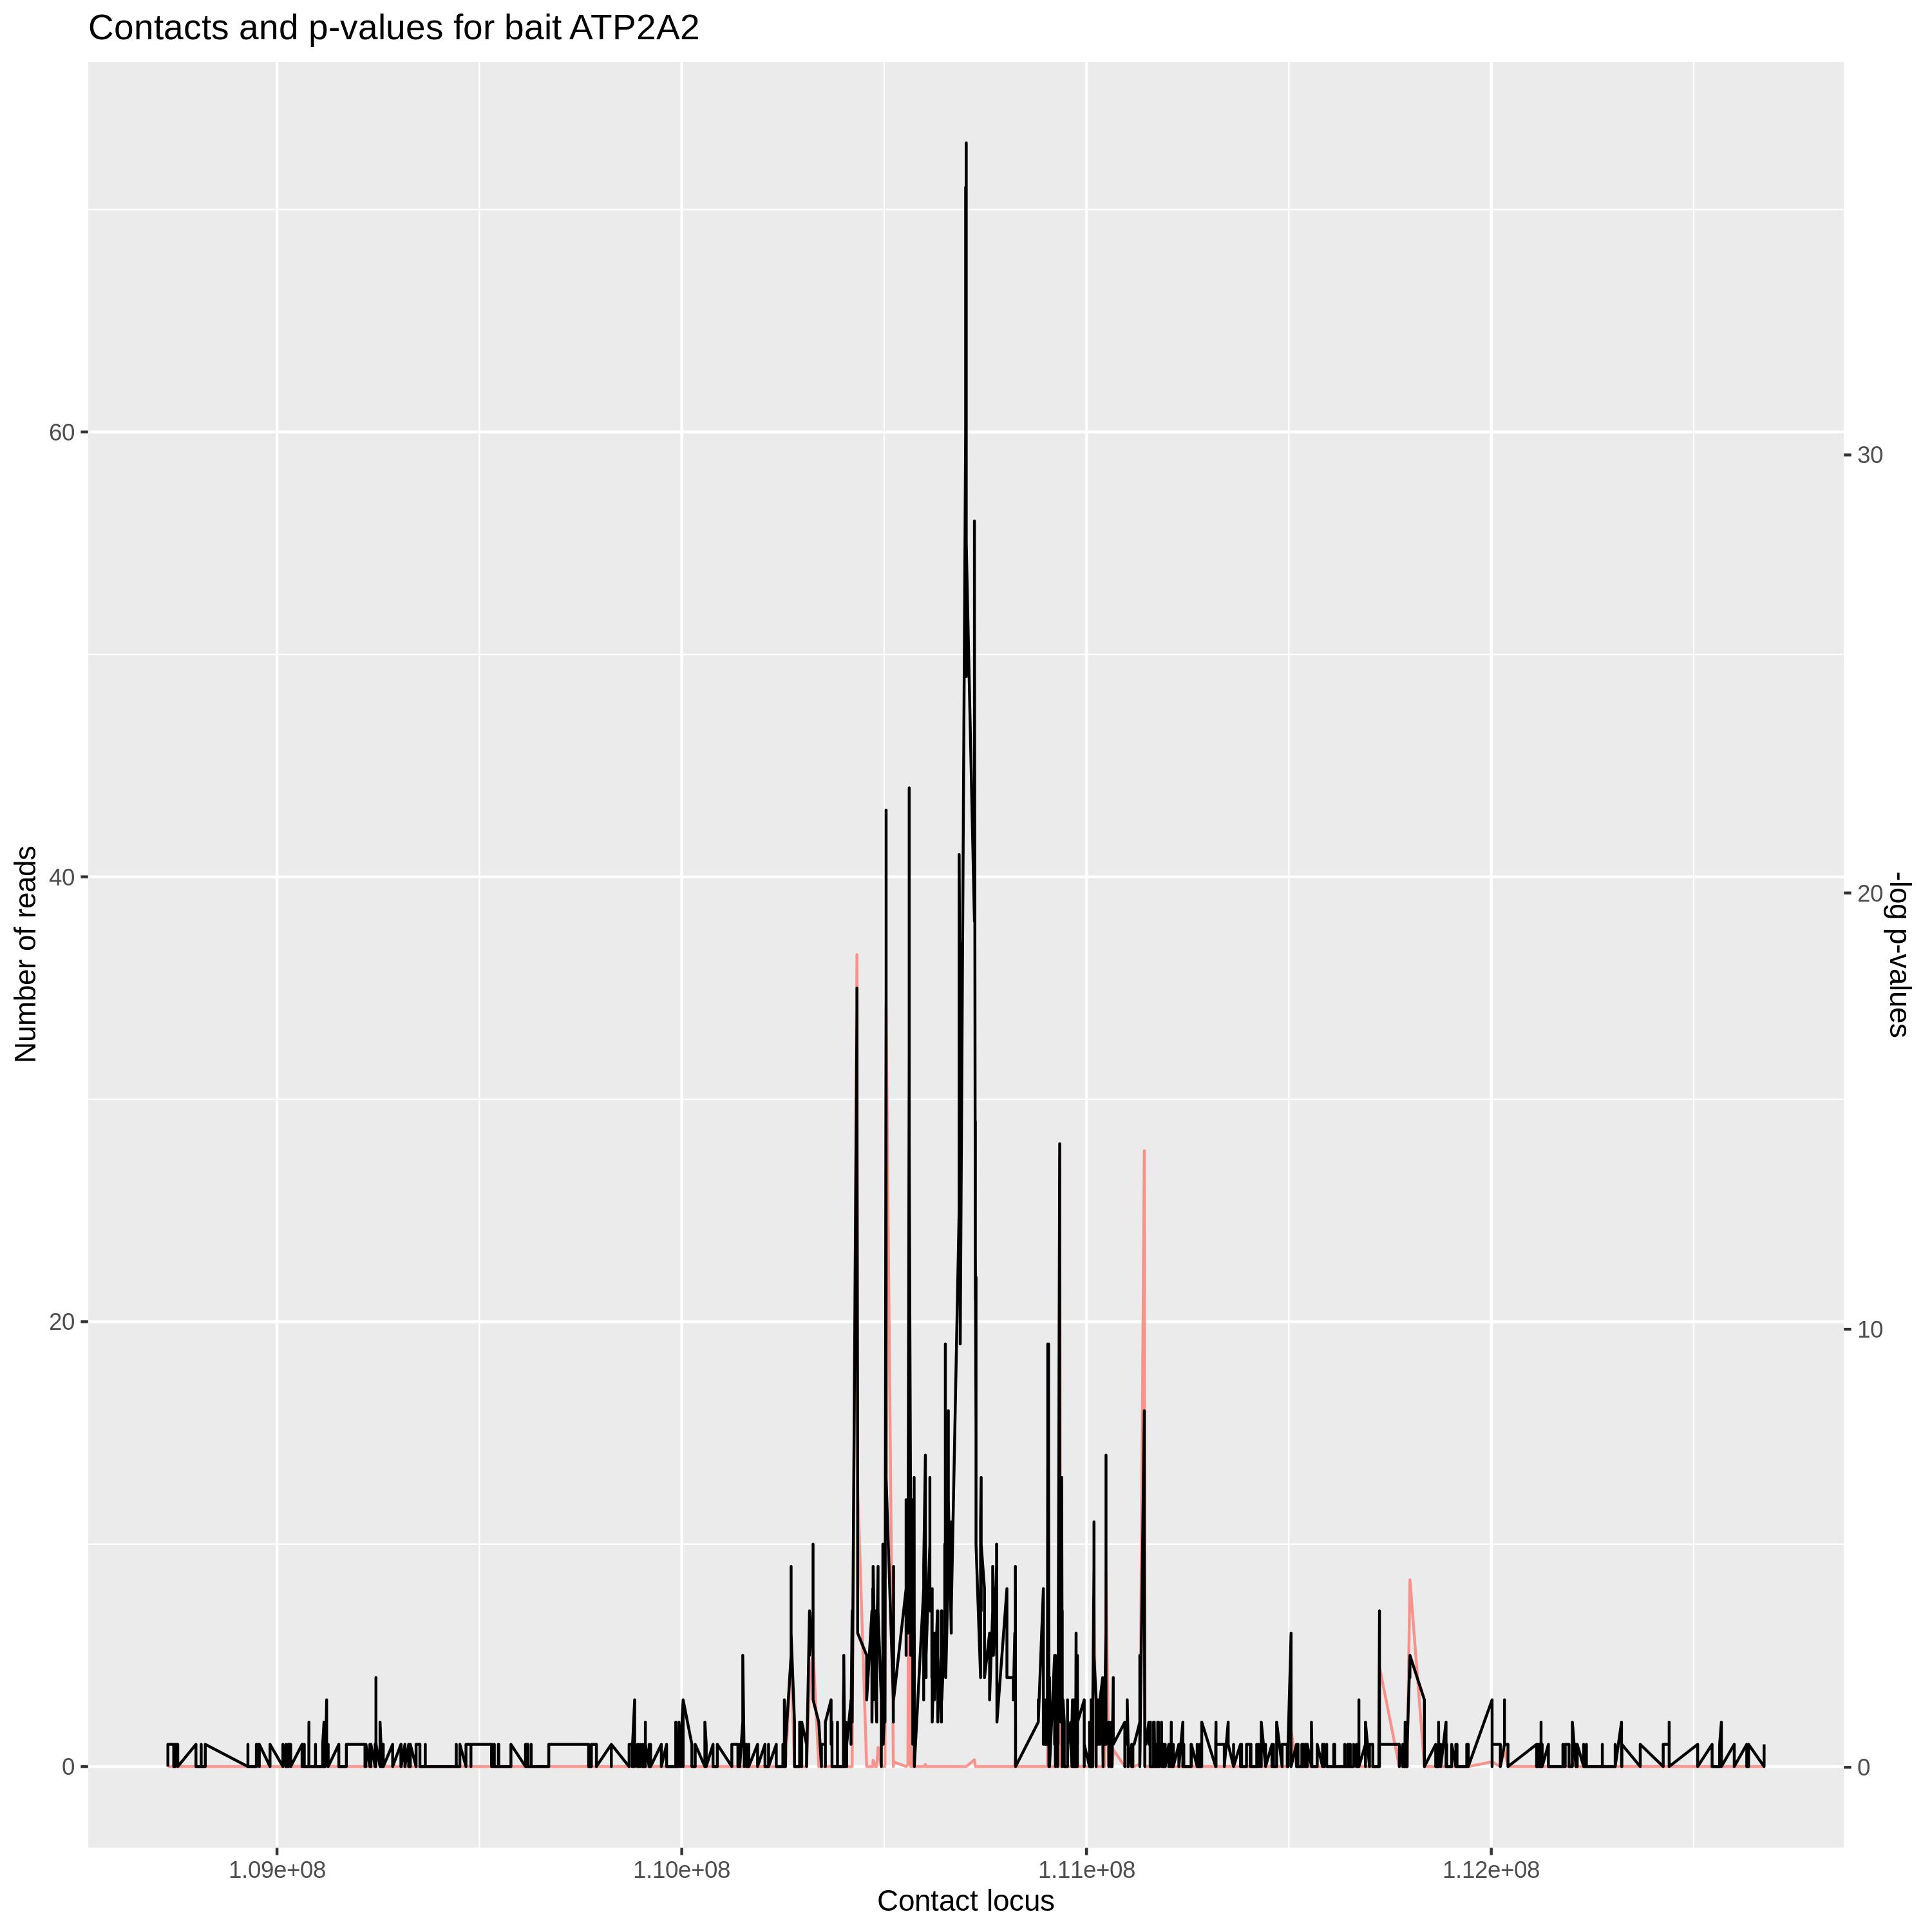 Contacts and p-values for bait ATP2A2
60
40
20
0
30
20
10
0
Number of reads
-log p-values
1.09e+08 1.10e+08 1.11e+08 1.12e+08
Contact locus